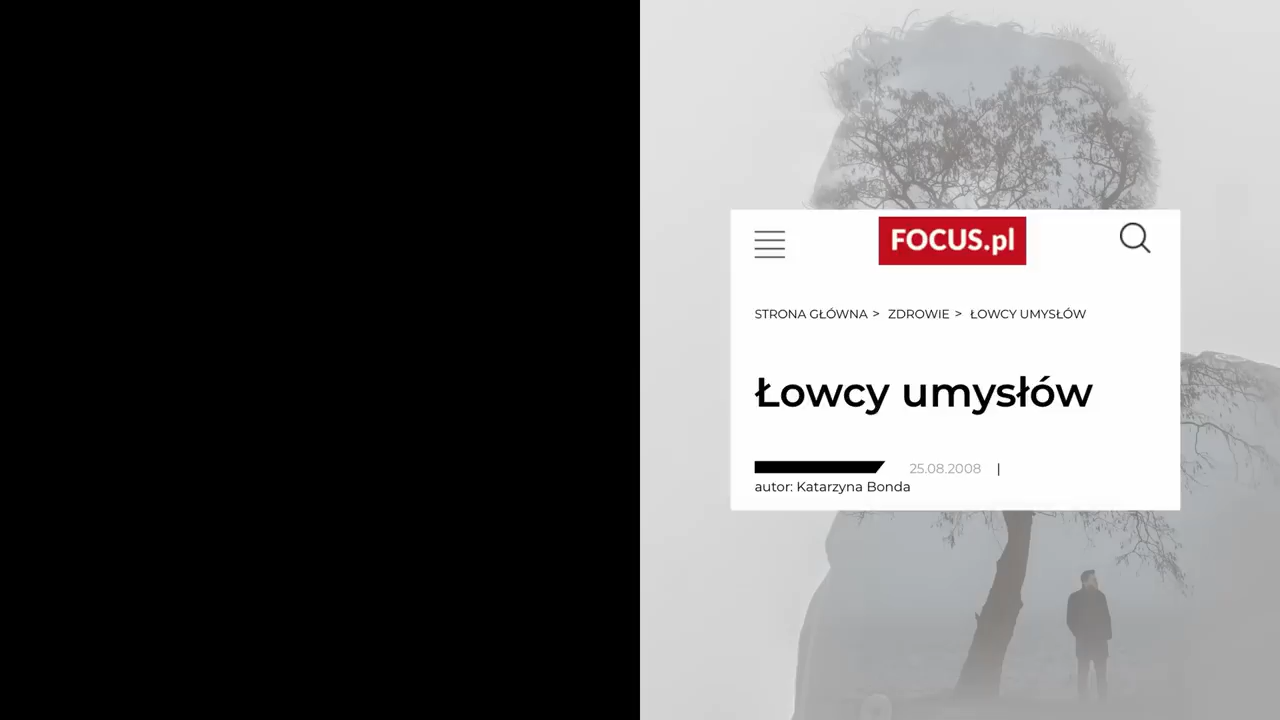 FOCUS.pl
STRONA GŁÓWNA > ZDROWIE > ŁOWCY UMYSŁÓW
Łowcy umysłów
25.08.2008 |
autor: Katarzyna Bonda